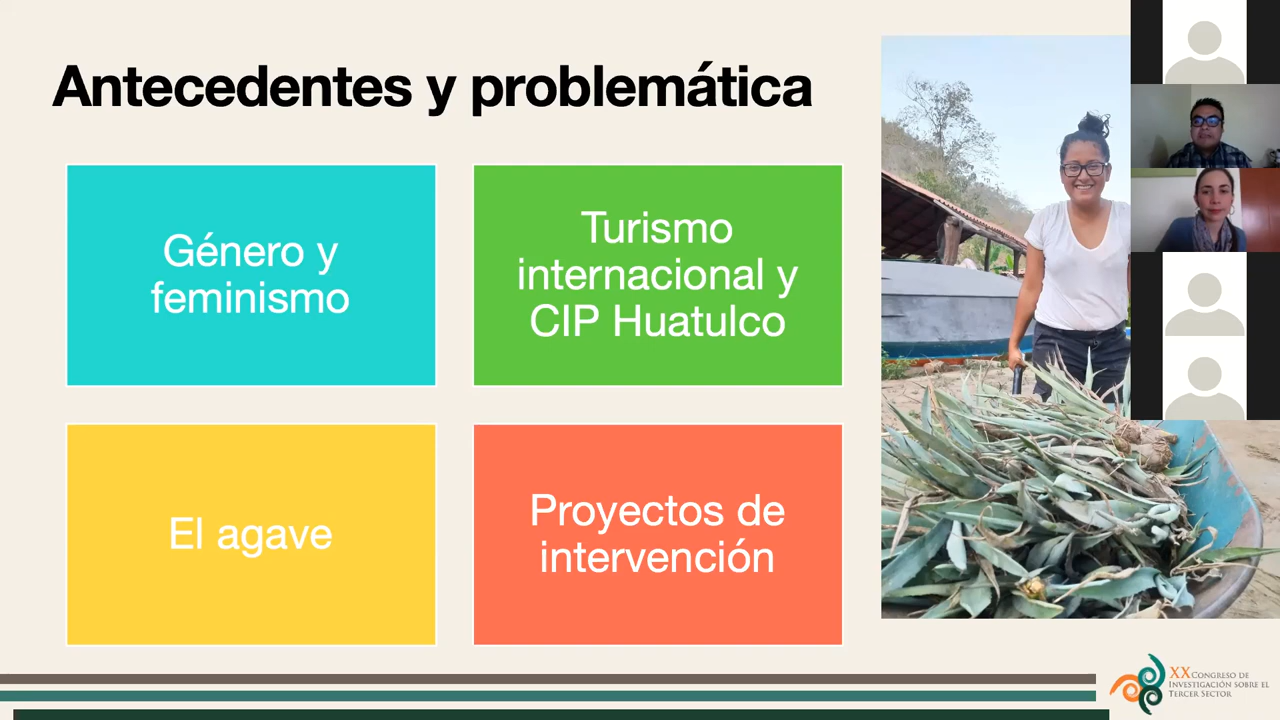 Antecedentes y problemática
Género y
feminismo
Turismo
internacional y
CIP Huatulco
El agave
Proyectos de
intervención
XX Congreso de
Investigación sobre el
Tercer Sector